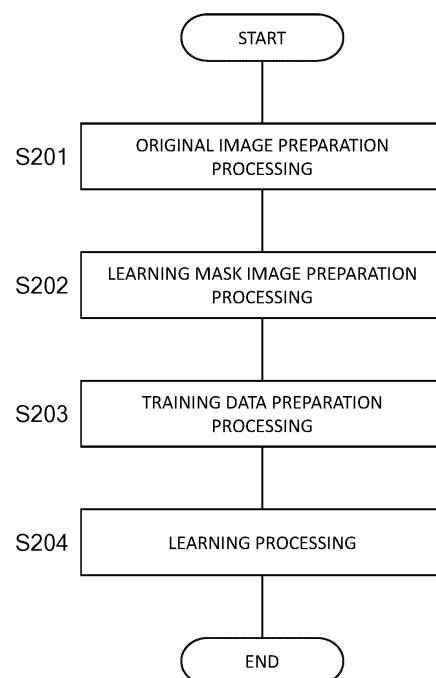 START
S201
ORIGINAL IMAGE PREPARATION
PROCESSING
S202
LEARNING MASK IMAGE PREPARATION
PROCESSING
S203
TRAINING DATA PREPARATION
PROCESSING
S204
LEARNING PROCESSING
END